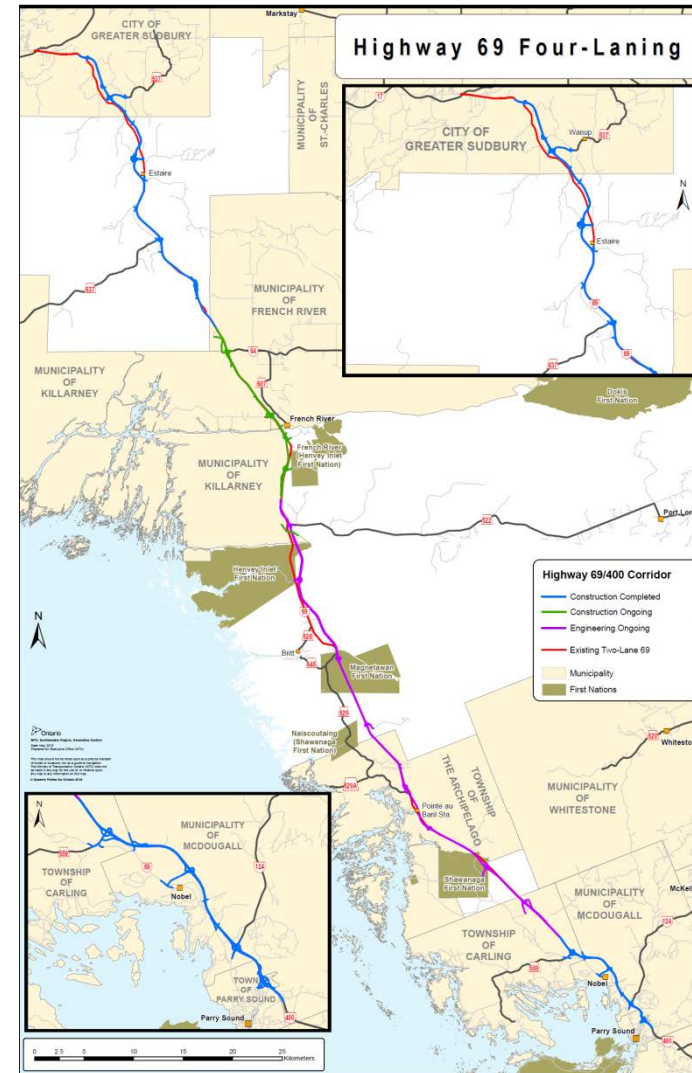 Highway 69 Four-Laning
Markstay
CITY OF
GREATER SUDBURY
537
MUNICIPALITY
OF
ST.-CHARLES
17
CITY OF
GREATER SUDBURY
Wanup
537
N
Estaire
69
637
69
Estaire
637
MUNICIPALITY
OF
FRENCH RIVER
64
607
MUNICIPALITY
OF
KILLARNEY
Dokis
First Nation
French River
French River
(Henvey Inlet
First Nation)
MUNICIPALITY
OF
KILLARNEY
522
Port Lor
Henvey Inlet
First Nation
Highway 69/400 Corridor
Construction Completed
Construction Ongoing
Engineering Ongoing
Existing Two-Lane 69
Municipality
First Nations
N
69
526
Britt
545
Magnetawan
First Nation
529
Naiscoutaing
(Shawanaga
First Nation)
529A
Ontario
520
Whitestone
TOWNSHIP
OF
THE ARCHIPELAGO
MUNICIPALITY
OF
WHITESTONE
Pointe au
Baril Sta.
Shawanaga
First Nation
McKel
MUNICIPALITY
OF
MCDOUGALL
124
TOWNSHIP
OF
CARLING
559
Nobel
Parry Sound
400
N
MUNICIPALITY
OF
MCDOUGALL
559
69
124
TOWNSHIP
OF
CARLING
Nobel
TOWN
OF
PARRY SOUND
Parry Sound
400
0 2.5 5 10 15 20 25
Kilometers